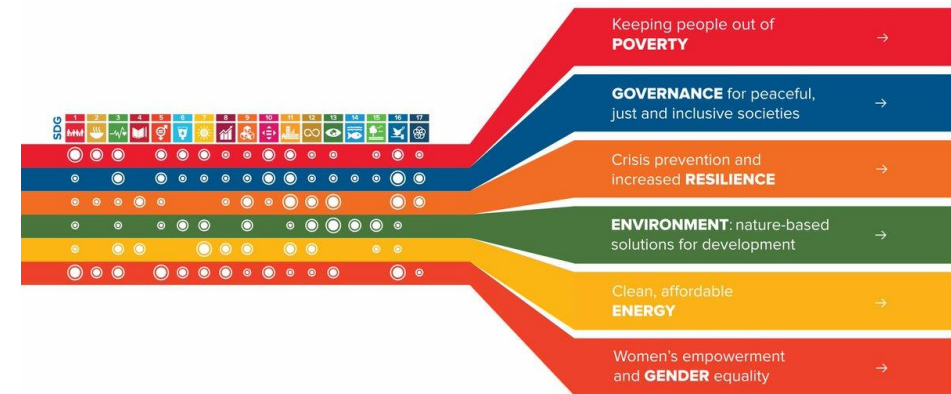 Keeping people out of
POVERTY →
GOVERNANCE for peaceful,
just and inclusive societies →
SDG
1 2 3 4 5 6 7 8 9 10 11 12 13 14 15 16 17
Crisis prevention and
increased RESILIENCE →
ENVIRONMENT: nature-based
solutions for development →
Clean, affordable
ENERGY →
Women's empowerment
and GENDER equality →